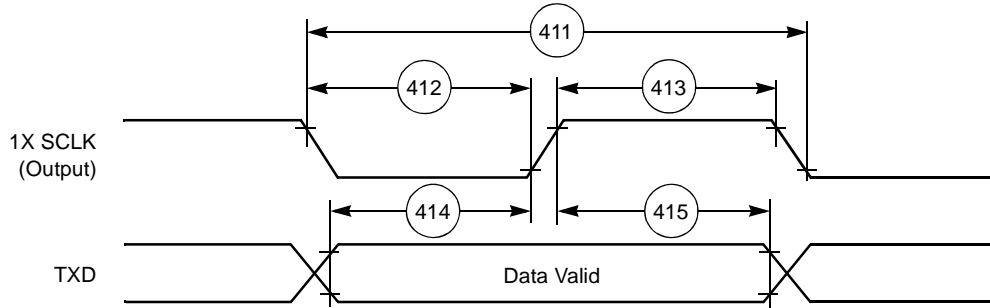 411
412
413
1X SCLK
(Output)
414
415
TXD
Data Valid